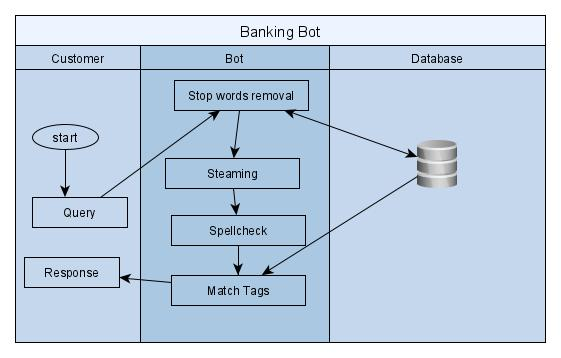 Banking Bot
Customer
Bot
Database
Stop words removal
start
Steaming
Query
Spellcheck
Response
Match Tags